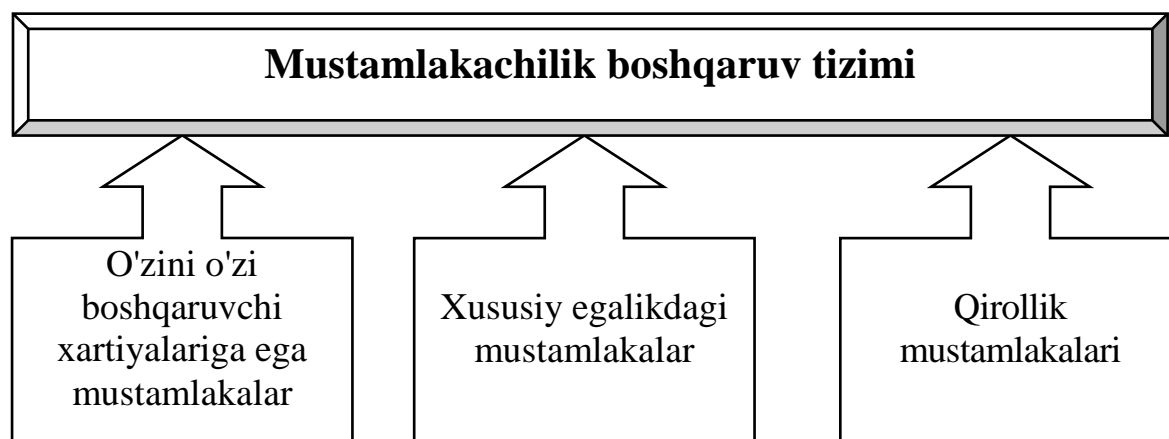 Mustamlakachilik boshqaruv tizimi
O'zini o'zi
boshqaruvchi
xartiyalariga ega
mustamlakalar
Xususiy egalikdagi
mustamlakalar
Qirollik
mustamlakalari